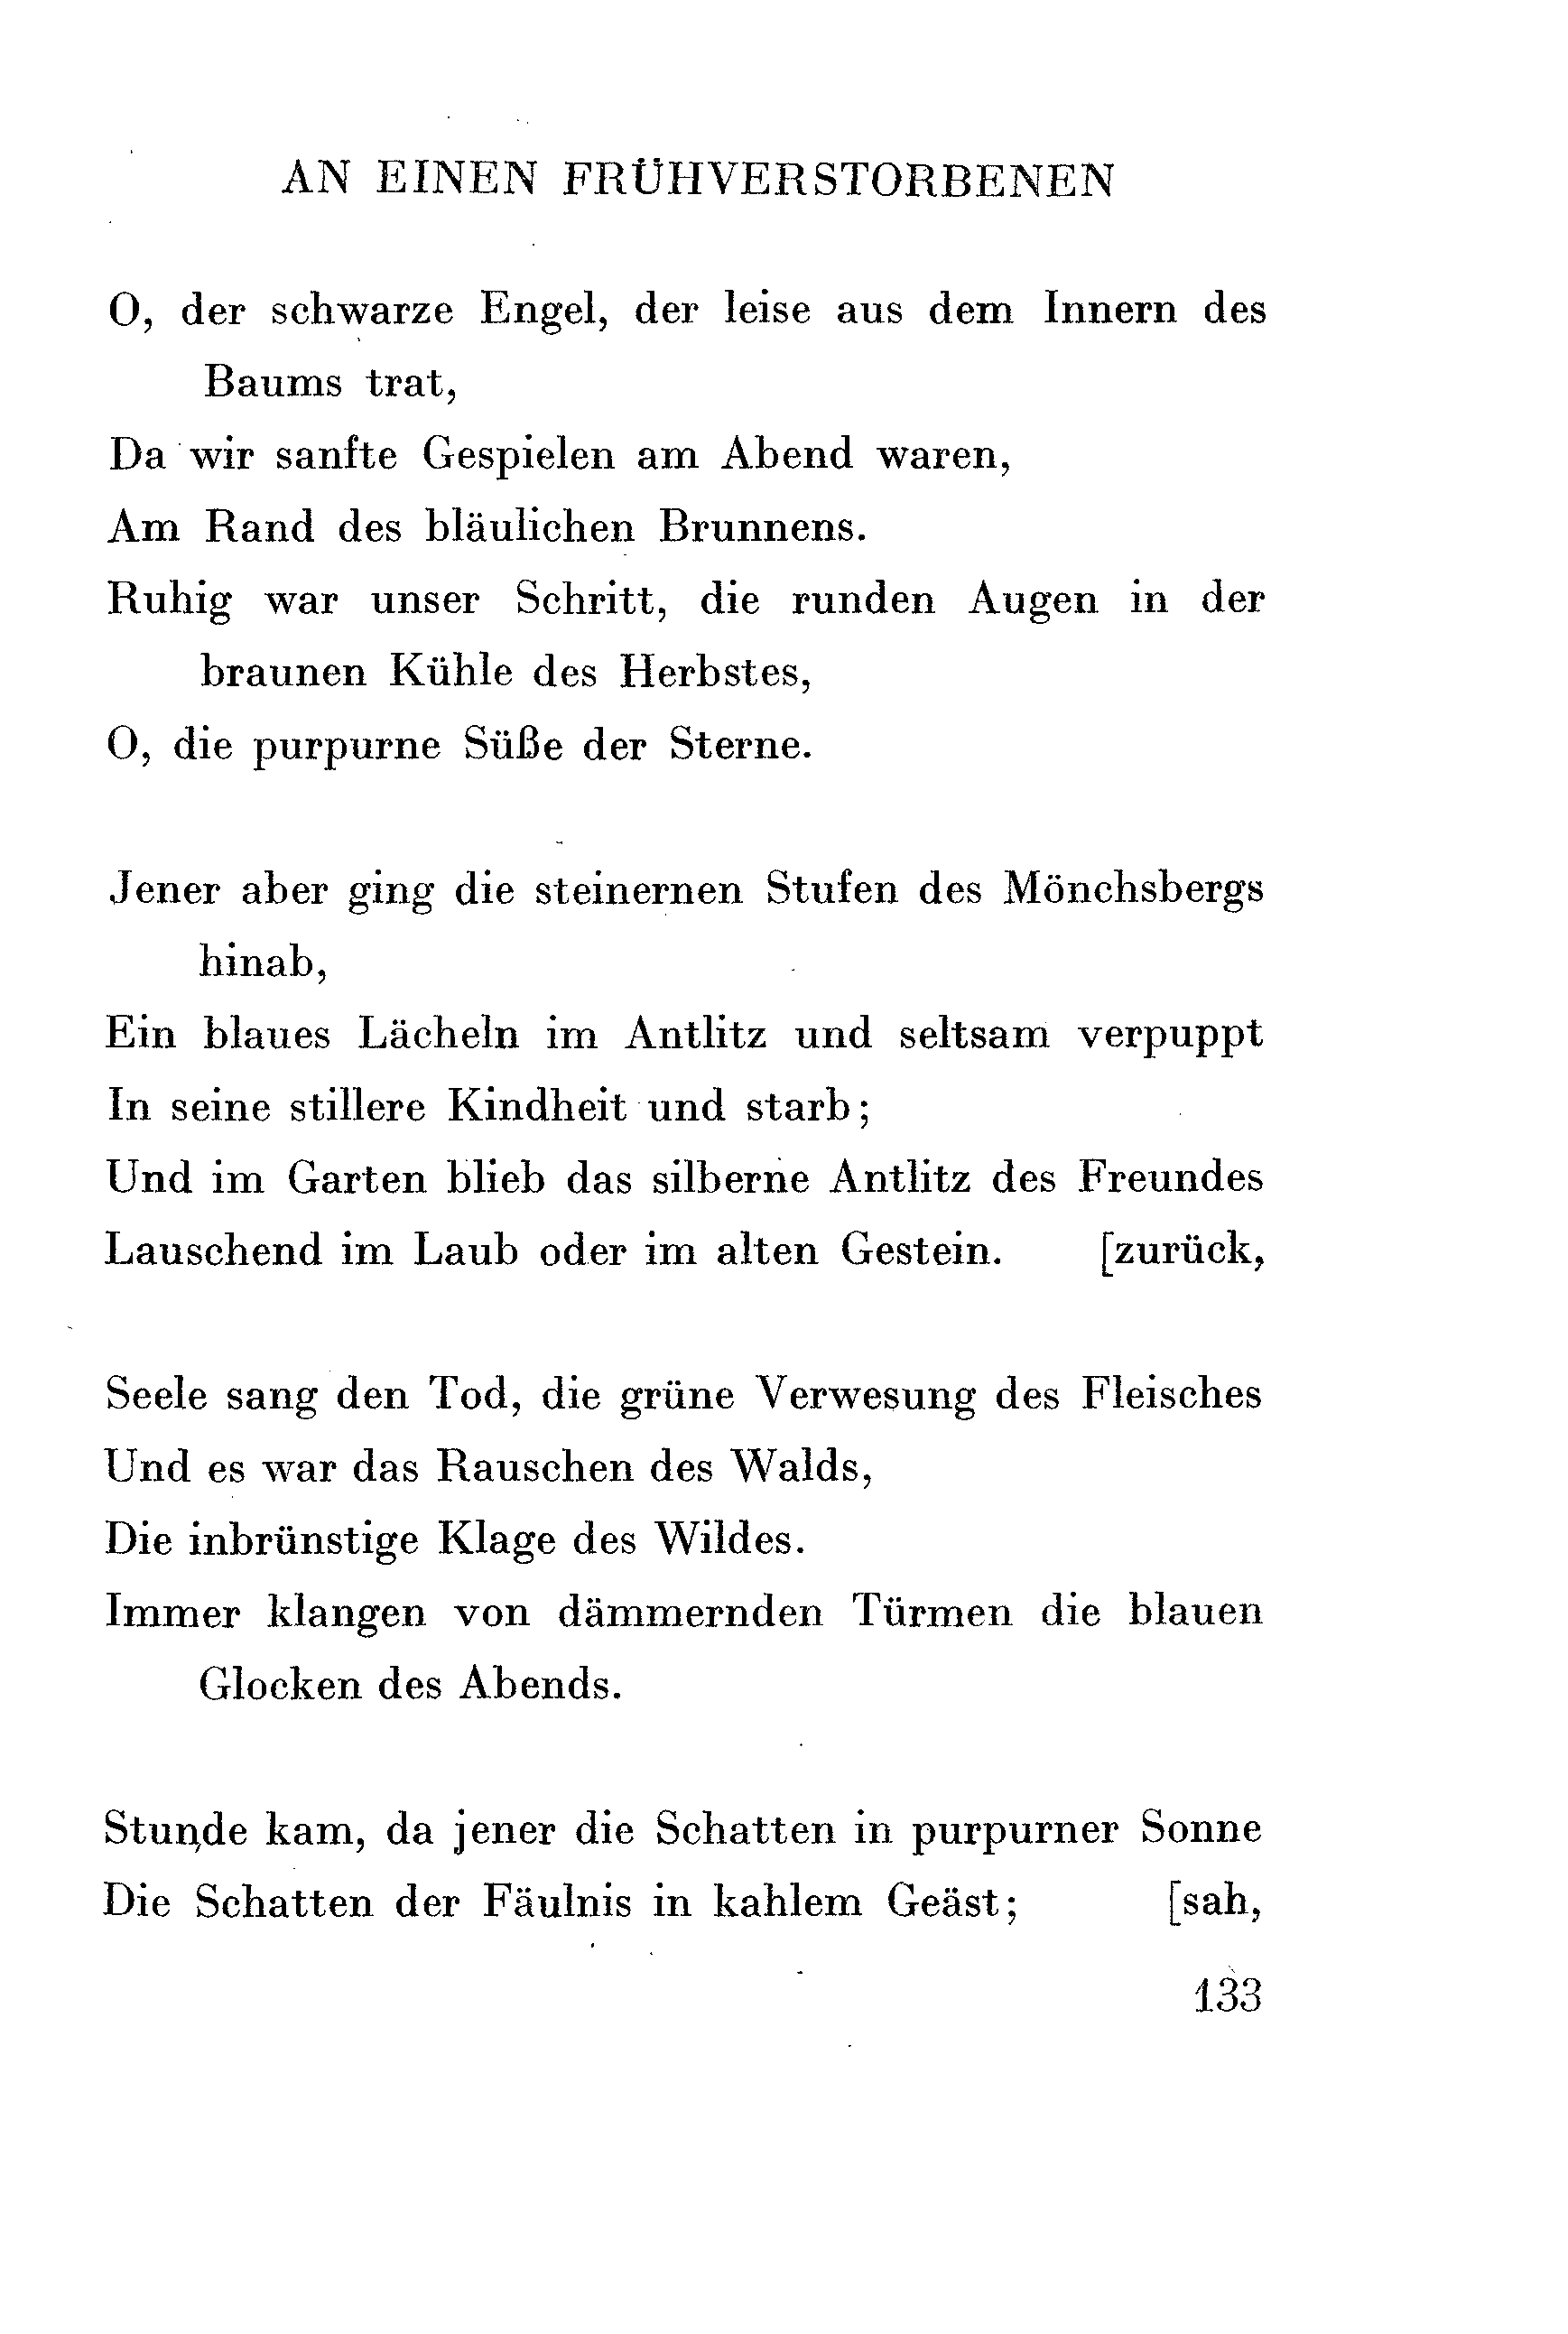 AN EINEN FRÜHVERSTORBENEN
O, der schwarze Engel, der leise aus dem Innern des
Baums trat,
Da wir sanfte Gespielen am Abend waren,
Am Rand des bläulichen Brunnens.
Ruhig war unser Schritt, die runden Augen in der
braunen Kühle des Herbstes,
O, die purpurne Süße der Sterne.
Jener aber ging die steinernen Stufen des Mönchsbergs
hinab,
Ein blaues Lächeln im Antlitz und seltsam verpuppt
In seine stillere Kindheit und starb;
Und im Garten blieb das silberne Antlitz des Freundes
Lauschend im Laub oder im alten Gestein. [zurück,
Seele sang den Tod, die grüne Verwesung des Fleisches
Und es war das Rauschen des Walds,
Die inbrünstige Klage des Wildes.
Immer klangen von dämmernden Türmen die blauen
Glocken des Abends.
Stunde kam, da jener die Schatten in purpurner Sonne
Die Schatten der Fäulnis in kahlem Geäst; [sah,
133